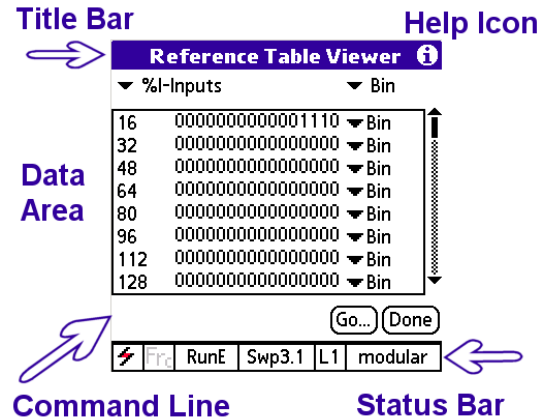 Title Bar
Help Icon
Reference Table Viewer i
%I-Inputs Bin
16 0000000000001110 Bin
32 0000000000000000 Bin
48 0000000000000000 Bin
64 0000000000000000 Bin
80 0000000000000000 Bin
96 0000000000000000 Bin
112 0000000000000000 Bin
128 0000000000000000 Bin
Data
Area
Go... Done
Frc RunE Swp3.1 L1 modular
Command Line
Status Bar